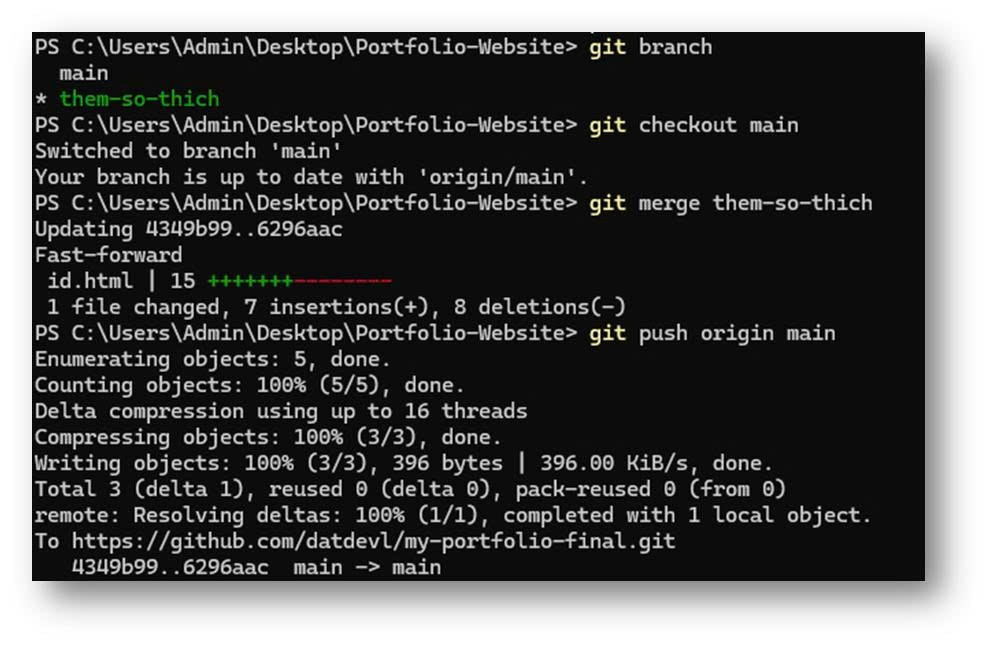 PS C:\Users\Admin\Desktop\Portfolio-Website> git branch
  main
* them-so-thich
PS C:\Users\Admin\Desktop\Portfolio-Website> git checkout main
Switched to branch 'main'
Your branch is up to date with 'origin/main'.
PS C:\Users\Admin\Desktop\Portfolio-Website> git merge them-so-thich
Updating 4349b99..6296aac
Fast-forward
 id.html | 15 +++++++--------
 1 file changed, 7 insertions(+), 8 deletions(-)
PS C:\Users\Admin\Desktop\Portfolio-Website> git push origin main
Enumerating objects: 5, done.
Counting objects: 100% (5/5), done.
Delta compression using up to 16 threads
Compressing objects: 100% (3/3), done.
Writing objects: 100% (3/3), 396 bytes | 396.00 KiB/s, done.
Total 3 (delta 1), reused 0 (delta 0), pack-reused 0 (from 0)
remote: Resolving deltas: 100% (1/1), completed with 1 local object.
To https://github.com/datdevl/my-portfolio-final.git
   4349b99..6296aac  main -> main